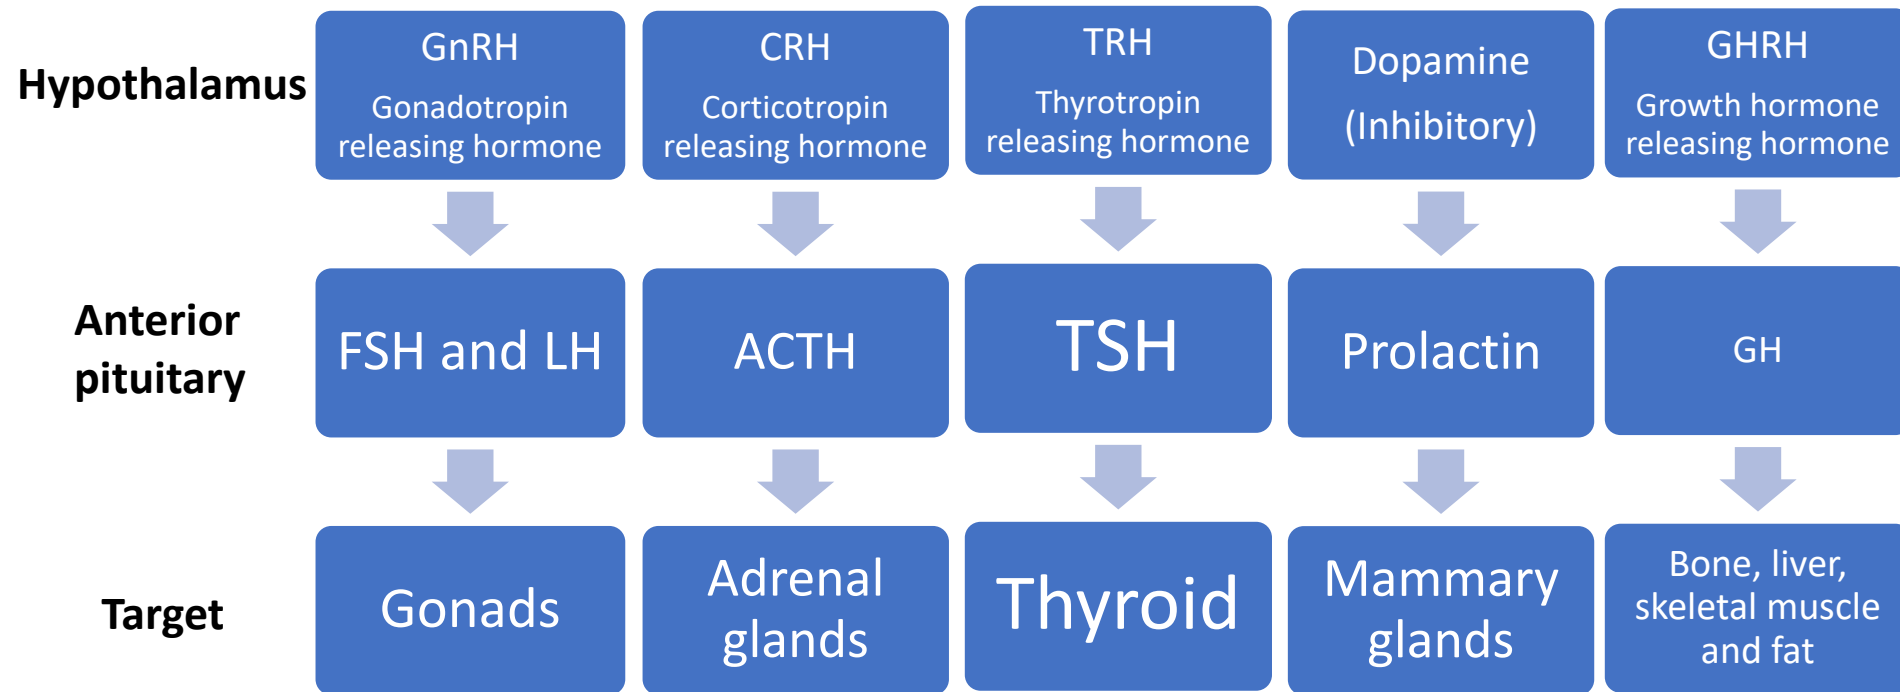 Hypothalamus
GnRH
Gonadotropin
releasing hormone
CRH
Corticotropin
releasing hormone
TRH
Thyrotropin
releasing hormone
Dopamine
(Inhibitory)
GHRH
Growth hormone
releasing hormone
Anterior
pituitary
FSH and LH
ACTH
TSH
Prolactin
GH
Target
Gonads
Adrenal
glands
Thyroid
Mammary
glands
Bone, liver,
skeletal muscle
and fat